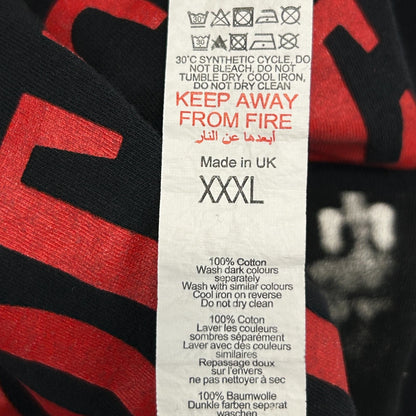 30°C SYNTHETIC CYCLE, DO
NOT BLEACH, DO NOT
TUMBLE DRY, COOL IRON,
DO NOT DRY CLEAN
KEEP AWAY
FROM FIRE
أبعدها عن النار
Made in UK
XXXL
100% Cotton
Wash dark colours
separately
Wash with similar colours
Cool iron on reverse
Do not dry clean
100% Coton
Laver les couleurs
sombres séparément
Laver avec des couleurs
similaires
Repassage doux
sur l'envers
ne pas nettoyer à sec
100% Baumwolle
Dunkle farben separat
waschen